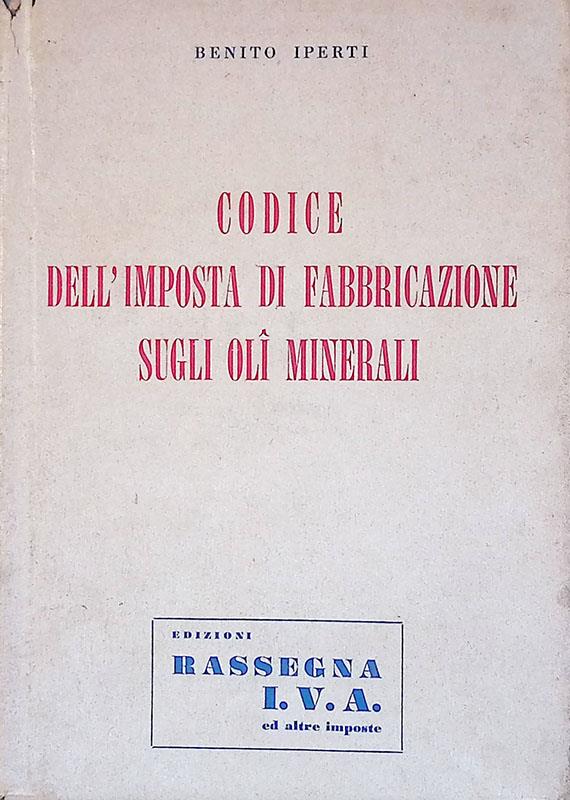 BENITO IPERTI
CODICE
DELL'IMPOSTA DI FABBRICAZIONE
SUGLI OLÎ MINERALI
EDIZIONI
RASSEGNA
I.V.A.
ed altre imposte